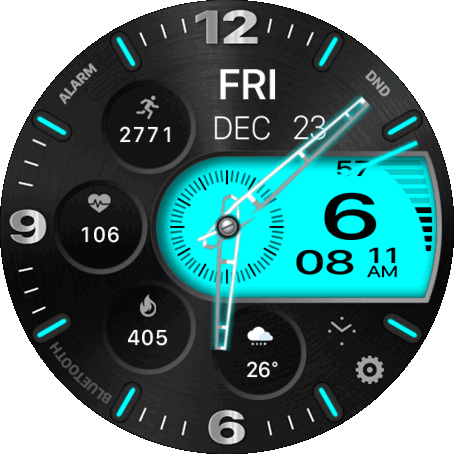 12
ALARM
FRI
DND
DEC 23
2771
57
9
106
6
08 11
AM
405
26°
BLUETOOTH
6